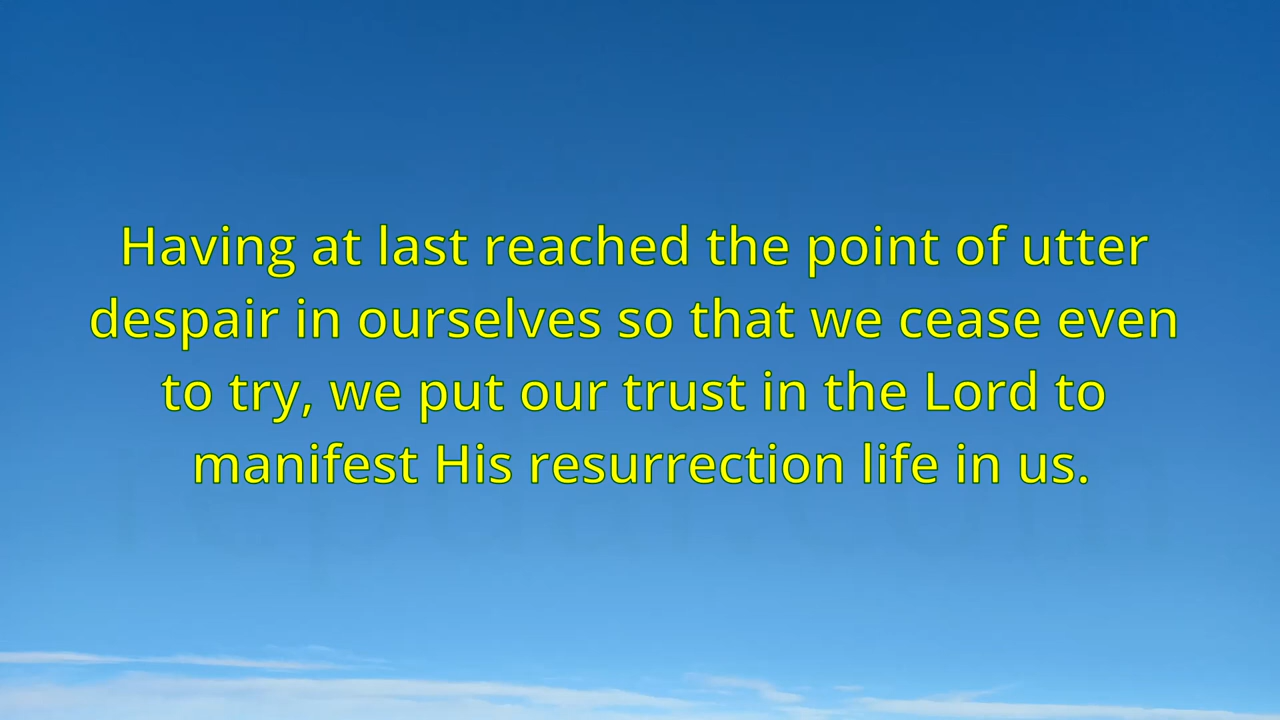 Having at last reached the point of utter
despair in ourselves so that we cease even
to try, we put our trust in the Lord to
manifest His resurrection life in us.